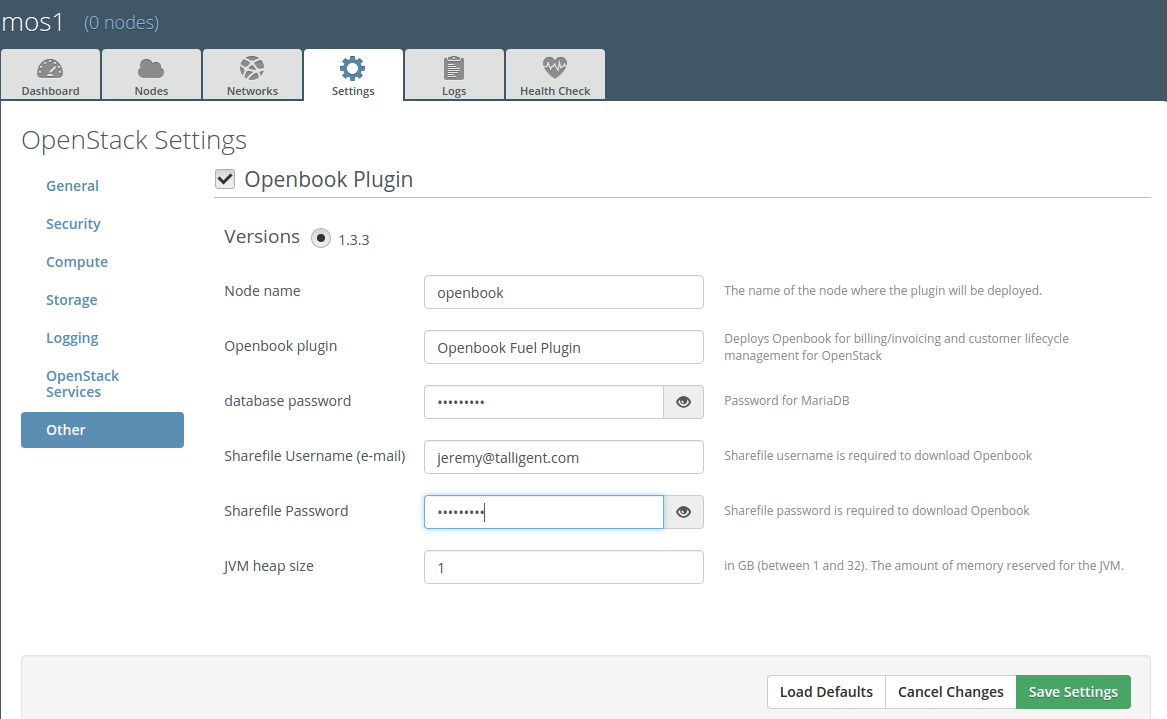 mos1 (0 nodes)
Dashboard Nodes Networks Settings Logs Health Check
OpenStack Settings
General
Security
Compute
Storage
Logging
OpenStack
Services
Other
Openbook Plugin
Versions 1.3.3
Node name openbook The name of the node where the plugin will be deployed.
Openbook plugin Openbook Fuel Plugin Deploys Openbook for billing/invoicing and customer lifecycle
management for OpenStack
database password ••••••••• Password for MariaDB
Sharefile Username (e-mail) jeremy@talligent.com Sharefile username is required to download Openbook
Sharefile Password ••••••••• Sharefile password is required to download Openbook
JVM heap size 1 in GB (between 1 and 32). The amount of memory reserved for the JVM.
Load Defaults Cancel Changes Save Settings